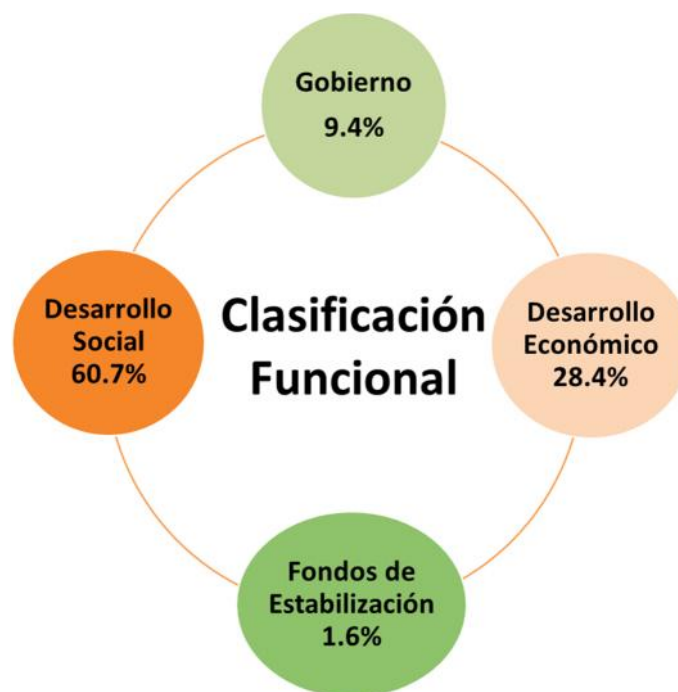 Gobierno
9.4%
Desarrollo
Social
60.7%
Clasificación
Funcional
Desarrollo
Económico
28.4%
Fondos de
Estabilización
1.6%